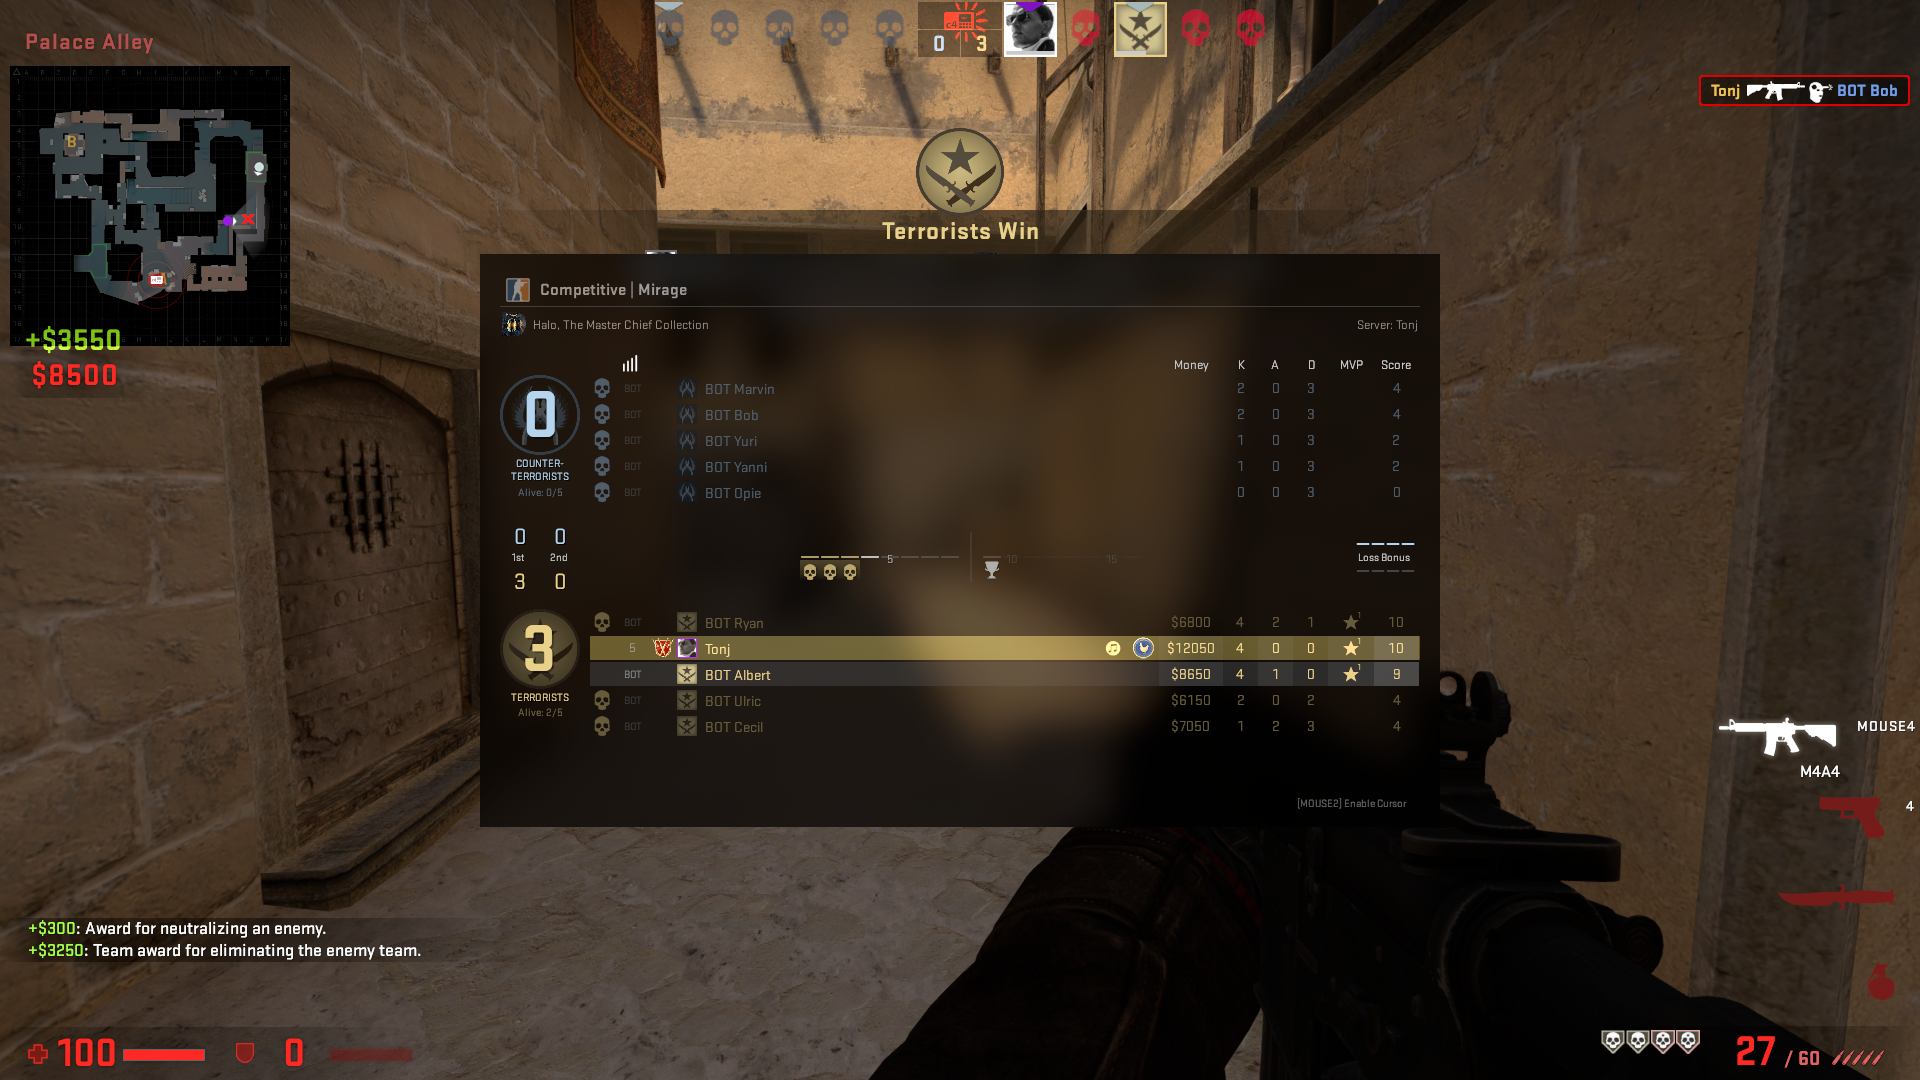 Palace Alley
0 3
Tonj BOT Bob
B
Terrorists Win
+$3550
$8500
Competitive | Mirage
Halo, The Master Chief Collection Server: Tonj
Money K A D MVP Score
BOT BOT Marvin 2 0 3 4
BOT BOT Bob 2 0 3 4
BOT BOT Yuri 1 0 3 2
BOT BOT Yanni 1 0 3 2
BOT BOT Opie 0 0 3 0
0
COUNTER-
TERRORISTS
Alive: 0/5
0 0
1st 2nd
3 0
5 10 15
Loss Bonus
3
TERRORISTS
Alive: 2/5
BOT BOT Ryan $6800 4 2 1 1 10
5 Tonj $12050 4 0 0 1 10
BOT BOT Albert $8650 4 1 0 1 9
BOT BOT Ulric $6150 2 0 2 4
BOT BOT Cecil $7050 1 2 3 4
[MOUSE2] Enable Cursor
MOUSE4
M4A4
4
+$300: Award for neutralizing an enemy.
+$3250: Team award for eliminating the enemy team.
100 0
27 / 60